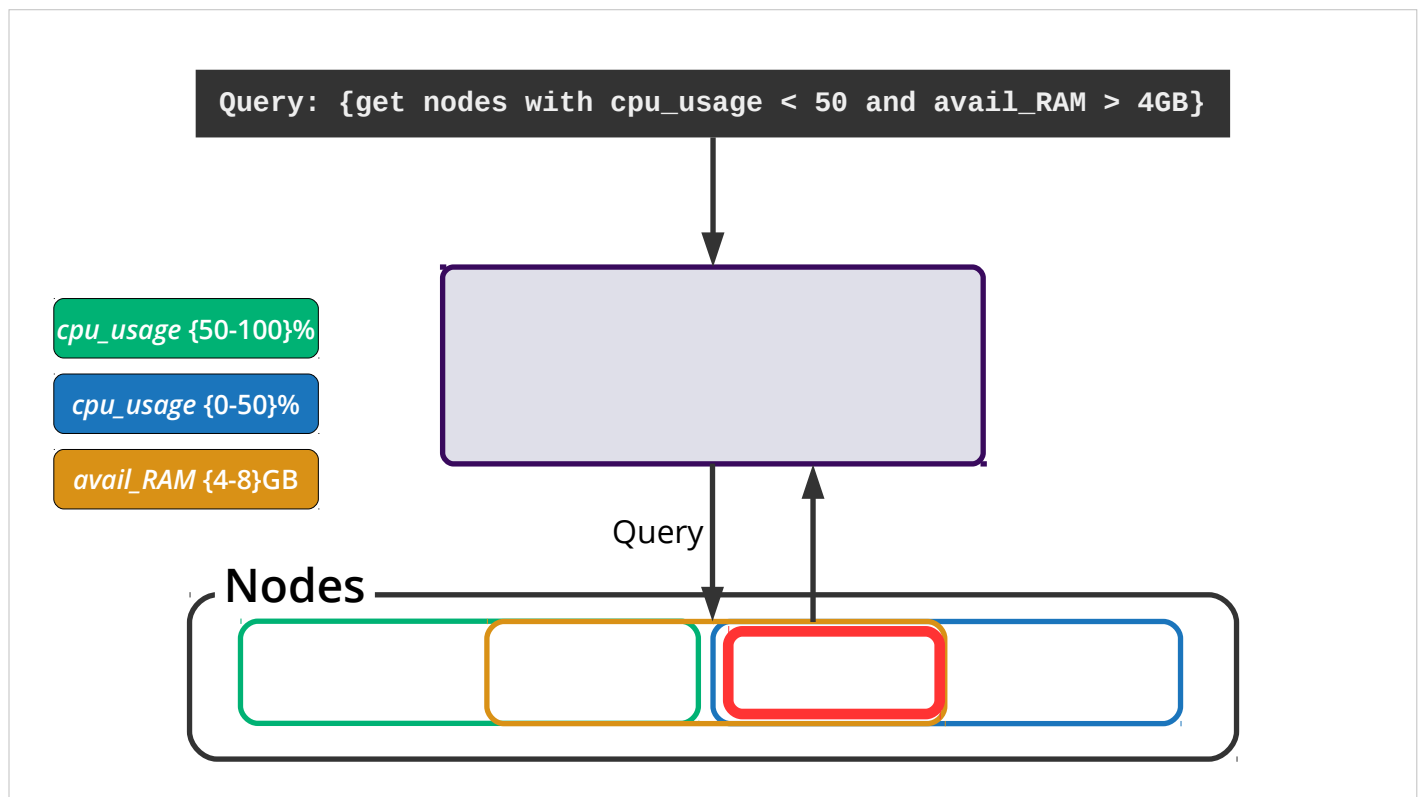 Query: {get nodes with cpu_usage < 50 and avail_RAM > 4GB}
cpu_usage {50-100}%
cpu_usage {0-50}%
avail_RAM {4-8}GB
Query
Nodes